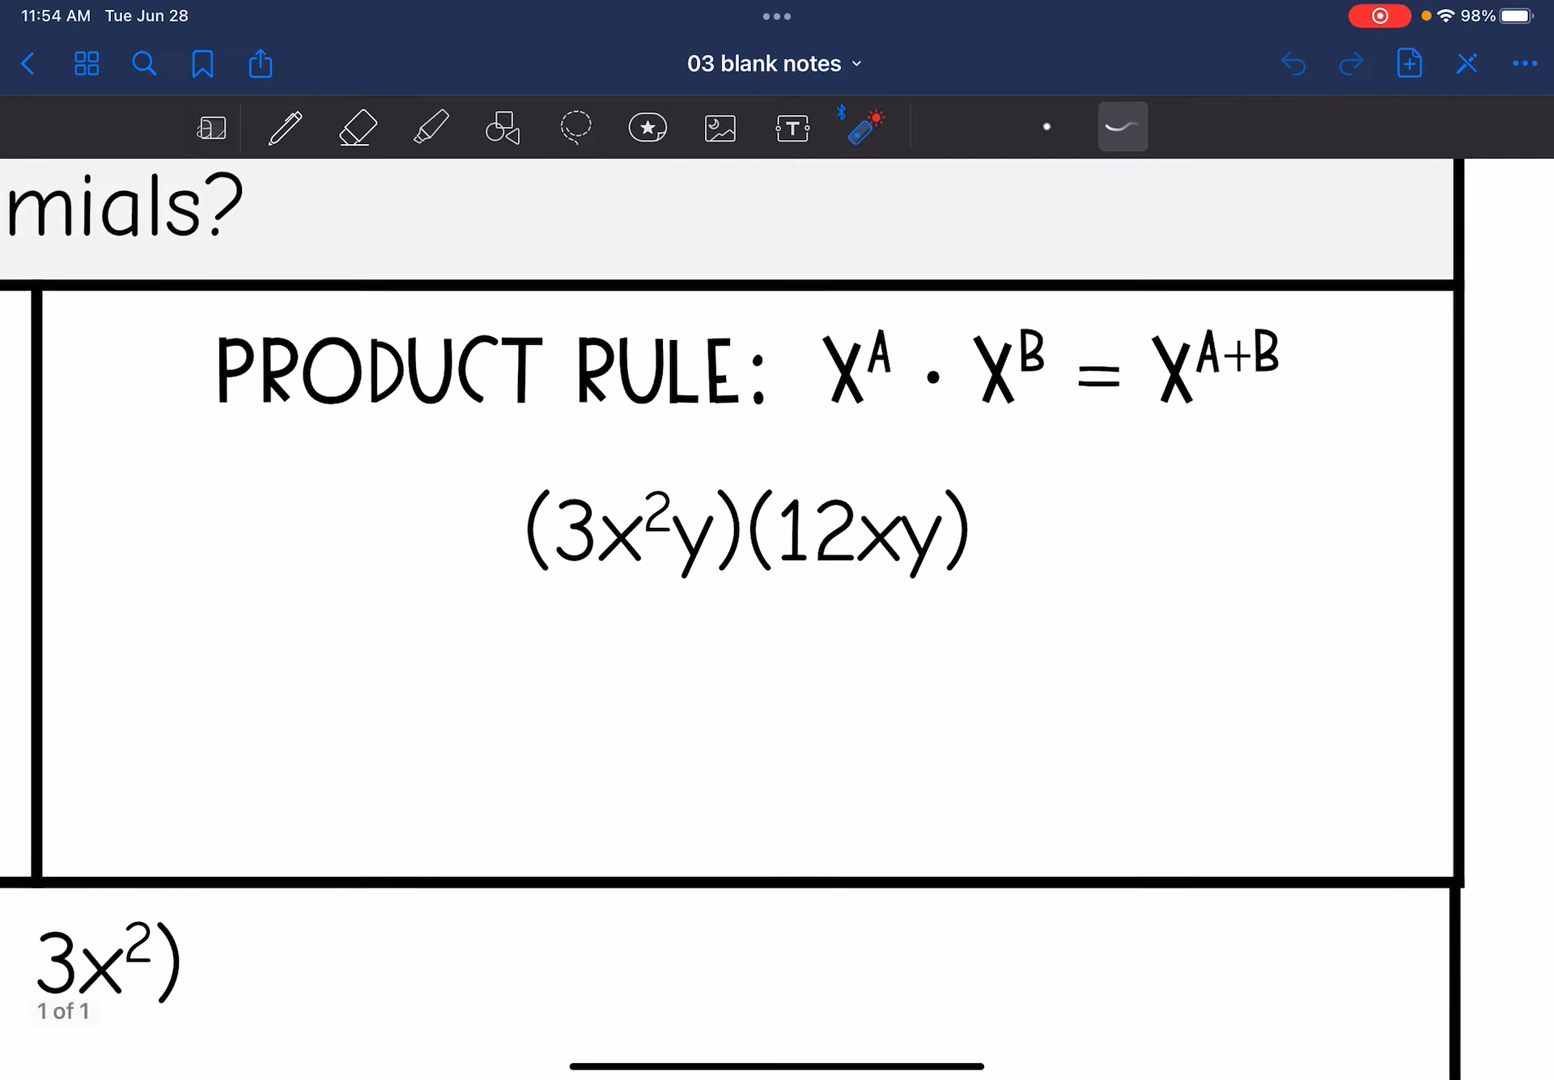 11:54 AM Tue Jun 28
98%
03 blank notes
T
mials?
PRODUCT RULE: X^A · X^B = X^{A+B}
(3x²y)(12xy)
3x²)
1 of 1